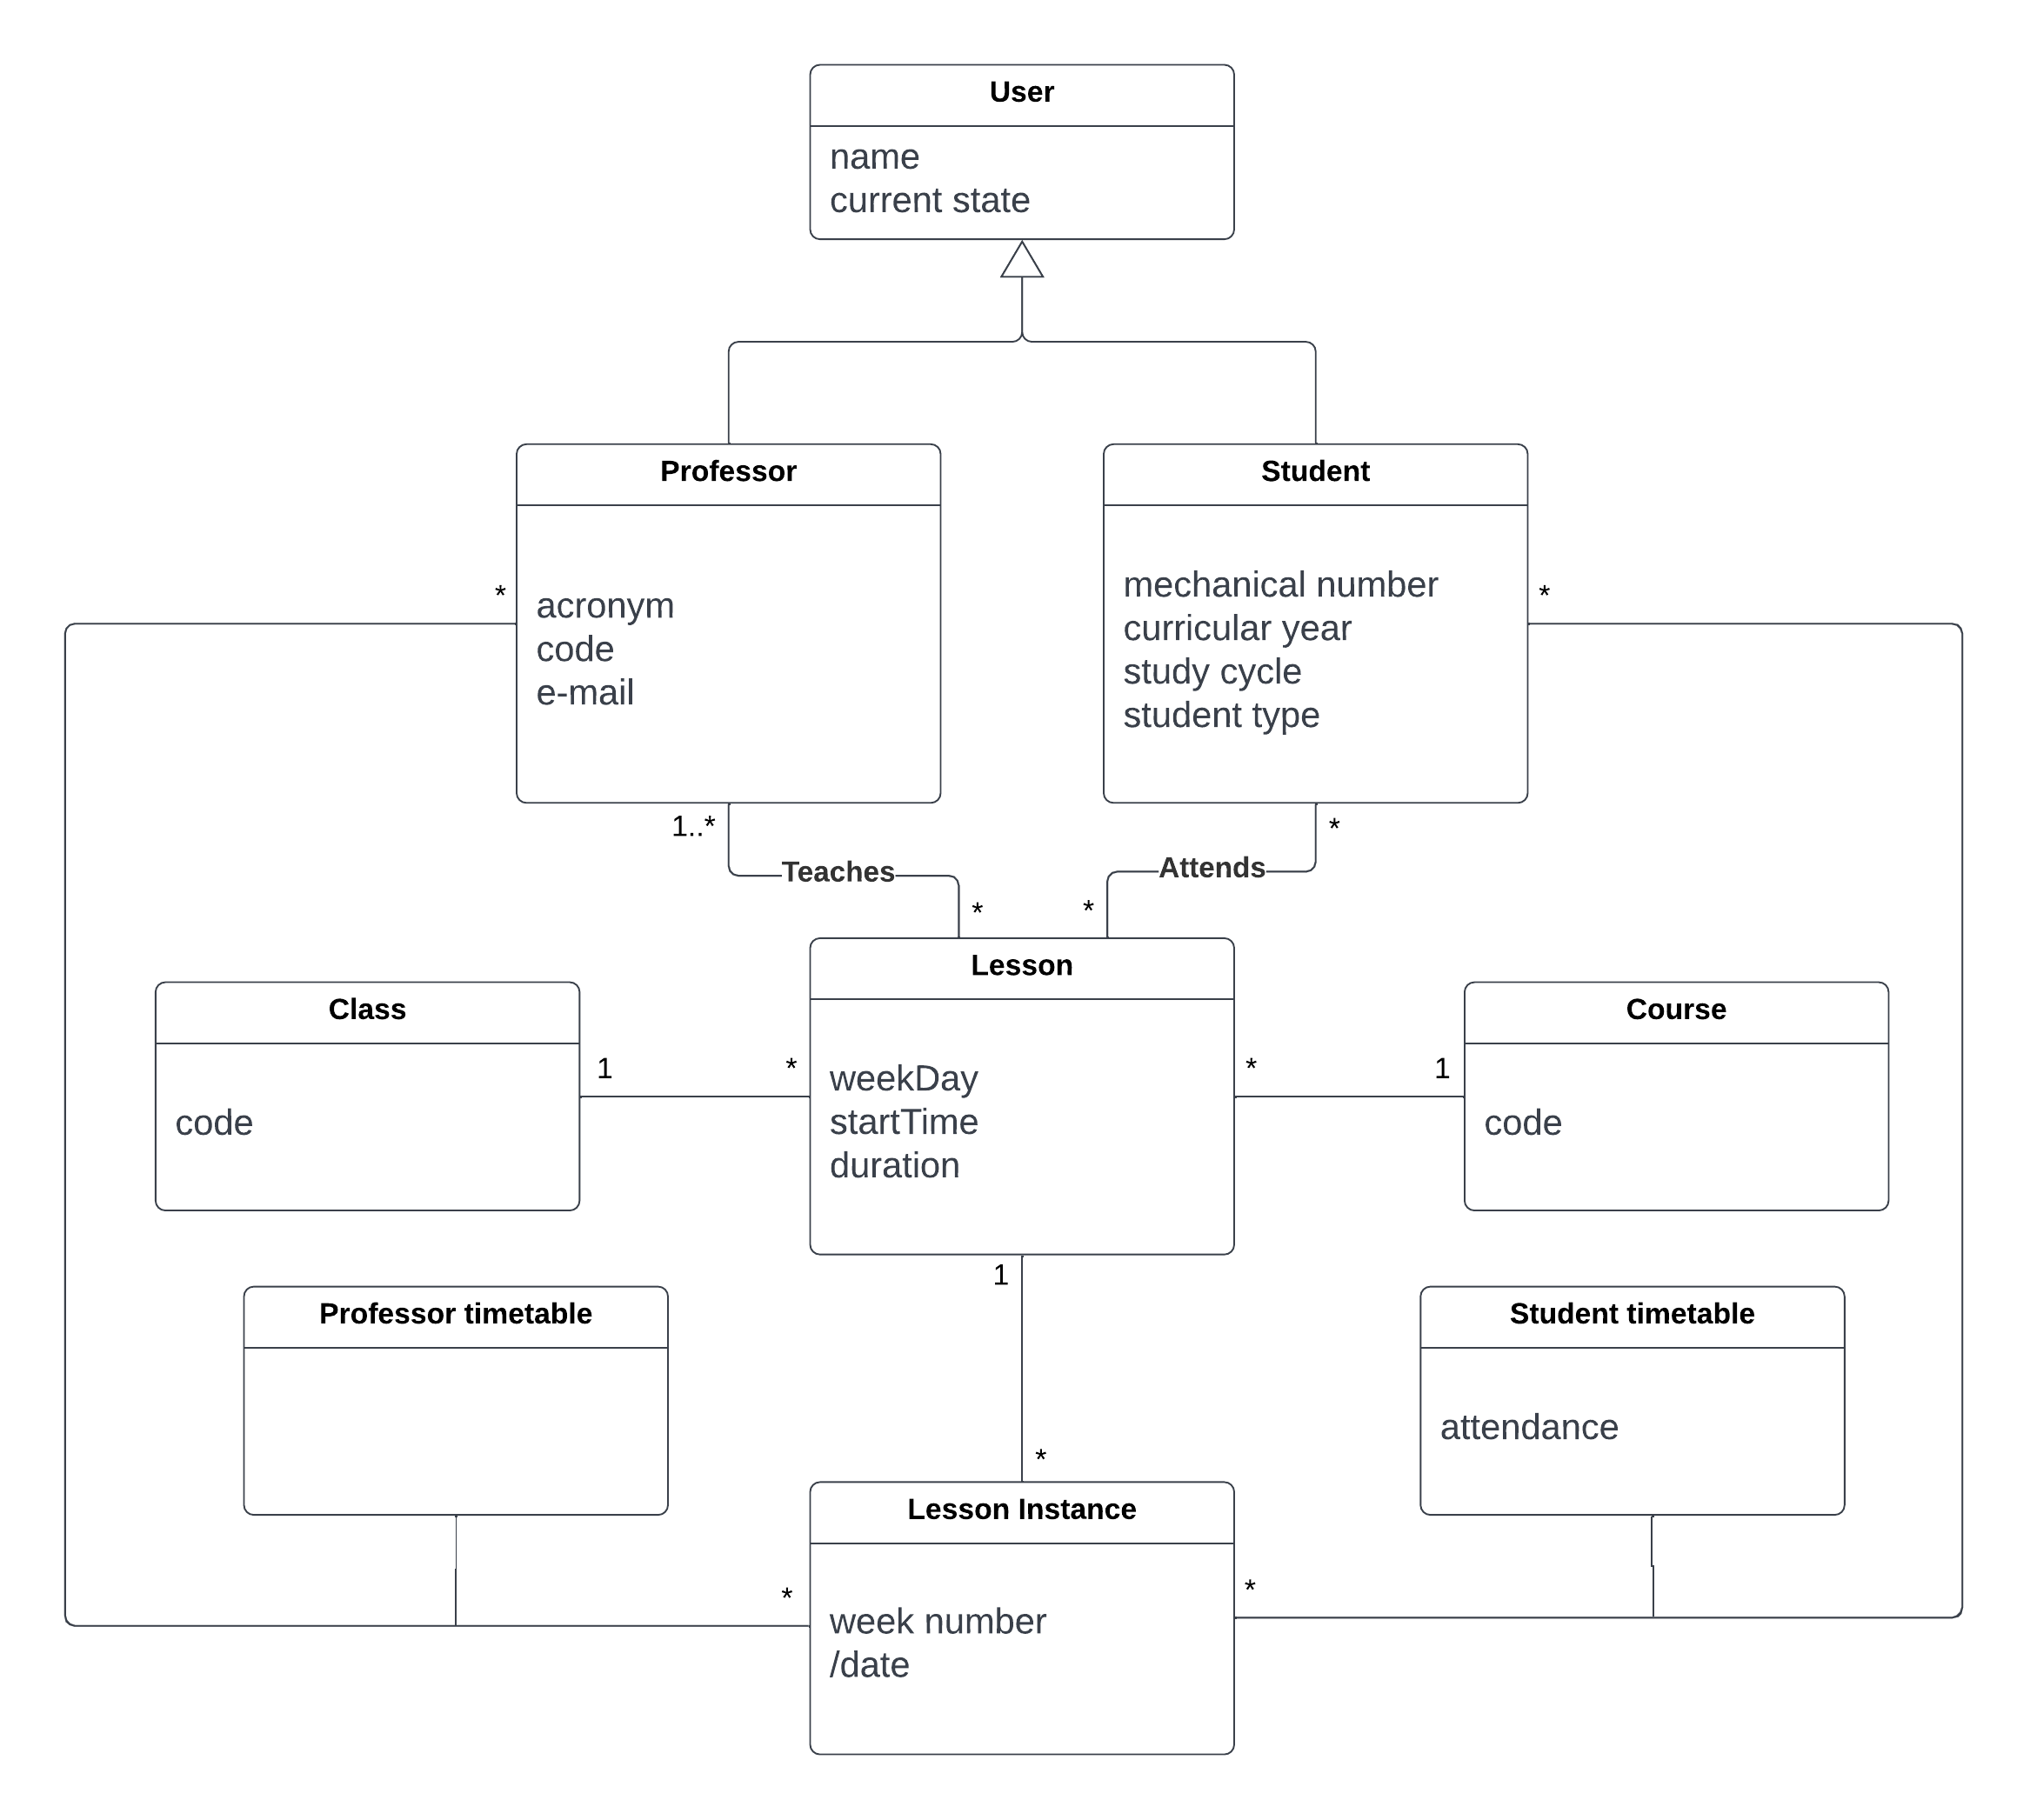 User
name
current state
Professor
acronym
code
e-mail
Student
mechanical number
curricular year
study cycle
student type
*
*
1..*
Teaches
*
*
Attends
*
Class
code
1
*
Lesson
weekDay
startTime
duration
*
1
Course
code
1
*
Professor timetable
Student timetable
attendance
Lesson Instance
week number
/date
*
*